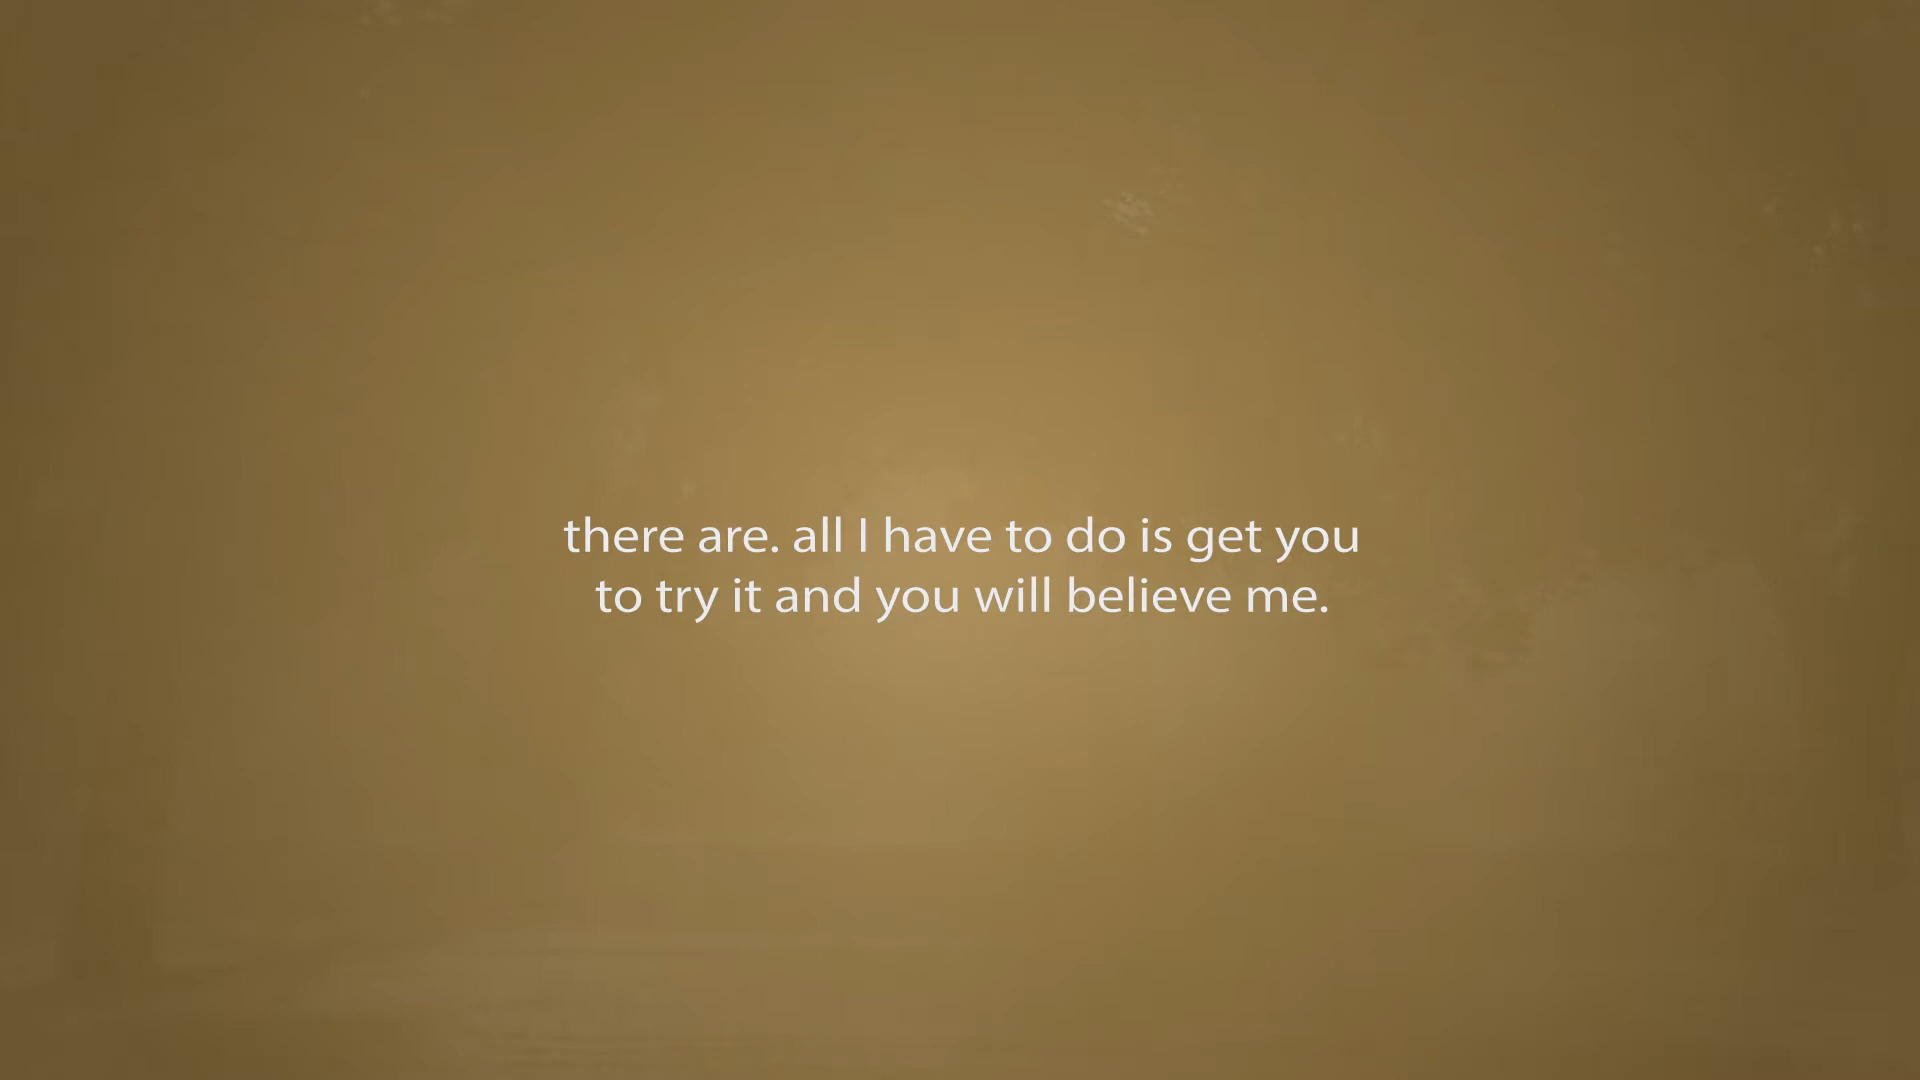 there are. all I have to do is get you
to try it and you will believe me.